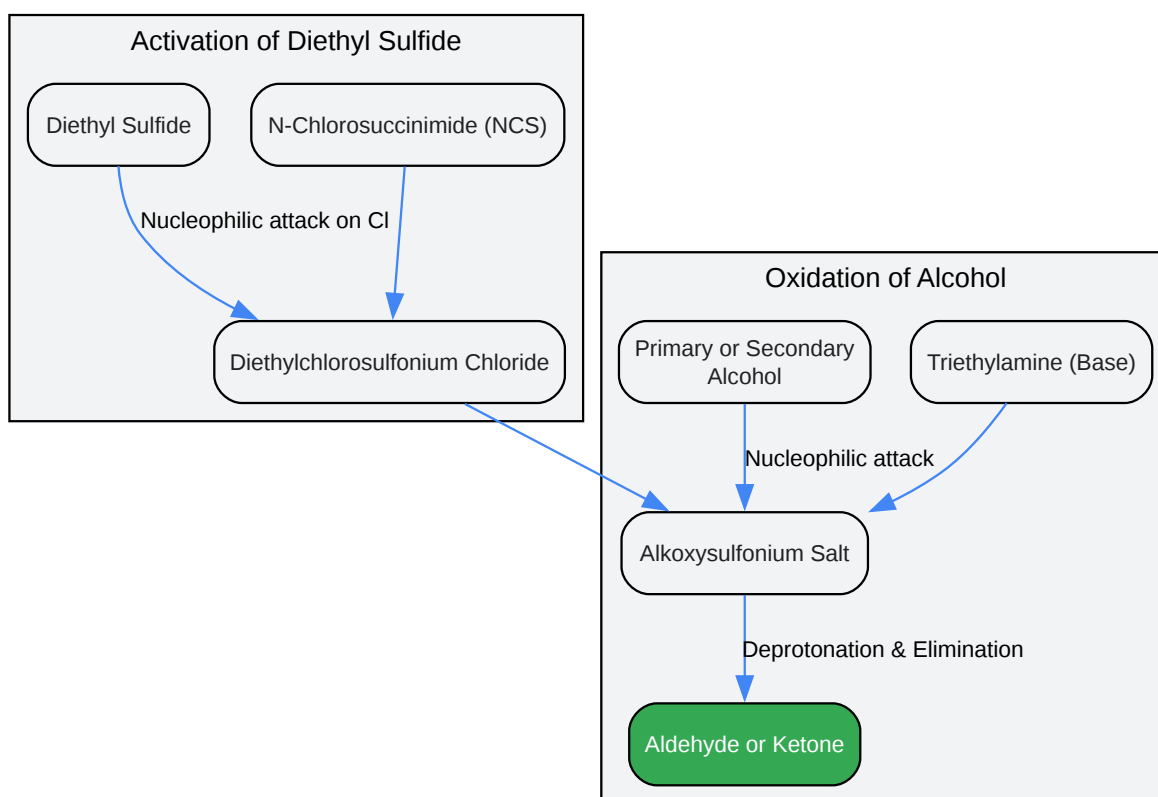 Activation of Diethyl Sulfide
Diethyl Sulfide
N-Chlorosuccinimide (NCS)
Nucleophilic attack on Cl
Diethylchlorosulfonium Chloride
Oxidation of Alcohol
Primary or Secondary
Alcohol
Triethylamine (Base)
Nucleophilic attack
Alkoxysulfonium Salt
Deprotonation & Elimination
Aldehyde or Ketone